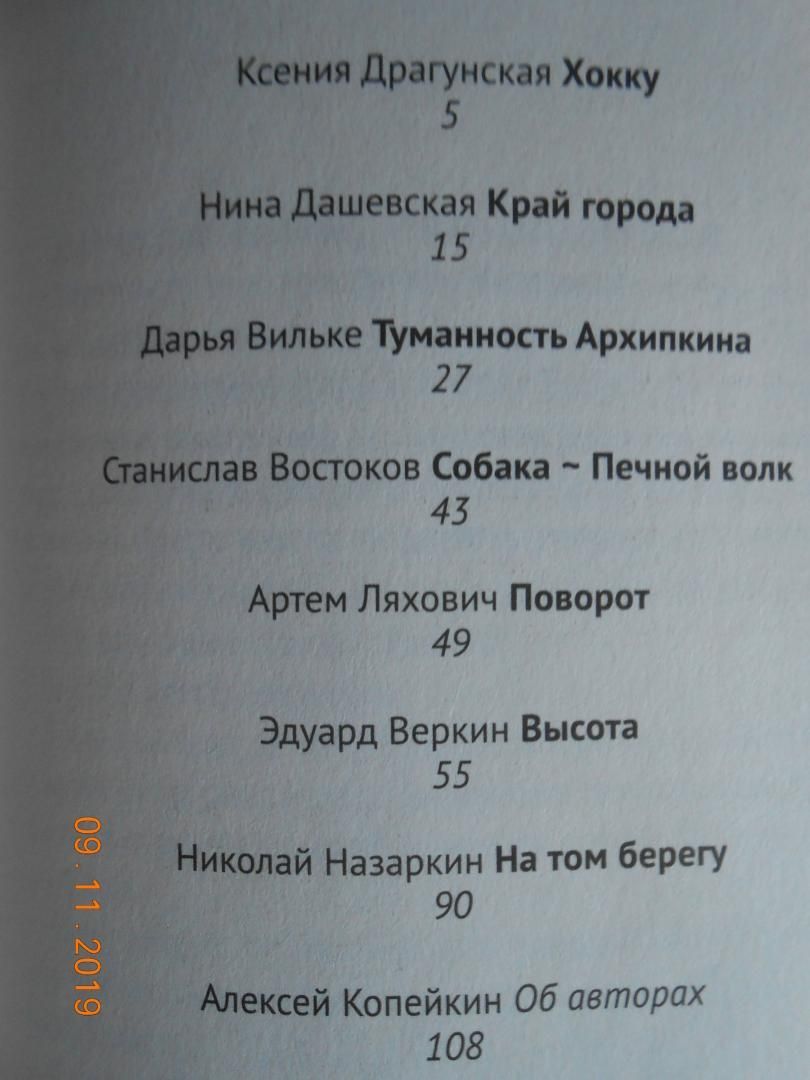 Ксения Драгунская Хокку
5
Нина Дашевская Край города
15
Дарья Вильке Туманность Архипкина
27
Станислав Востоков Собака ~ Печной волк
43
Артем Ляхович Поворот
49
Эдуард Веркин Высота
55
Николай Назаркин На том берегу
90
Алексей Копейкин Об авторах
108
09.11.2019